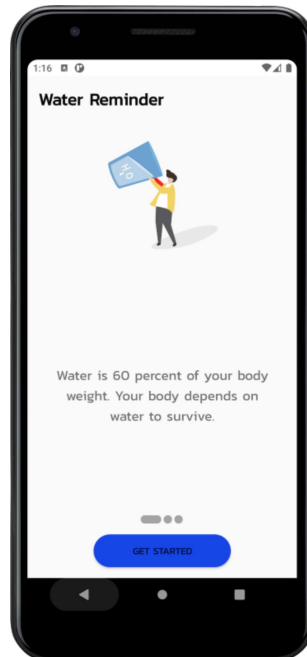 1:16
Water Reminder
H₂O
Water is 60 percent of your body
weight. Your body depends on
water to survive.
GET STARTED